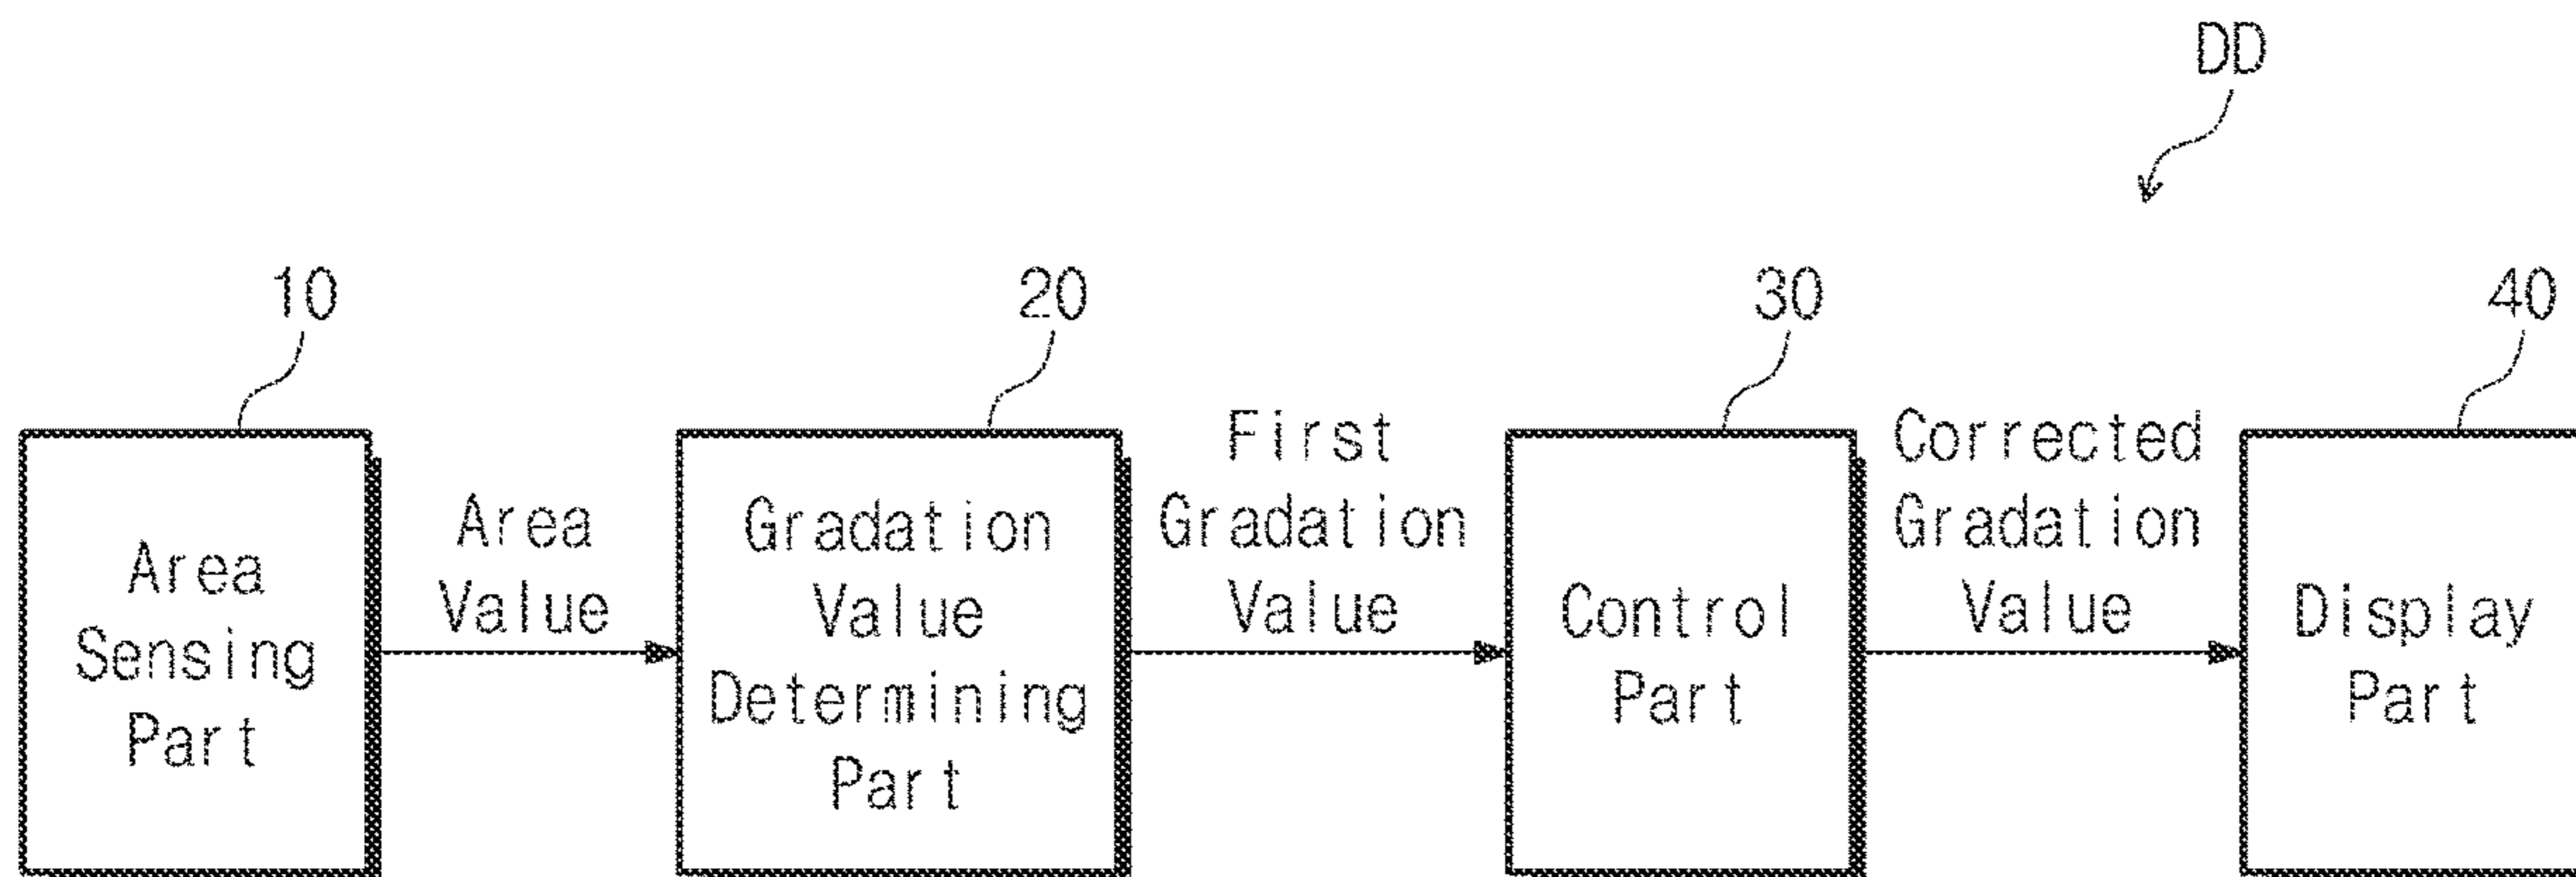 DD
10
20
30
40
Area
Sensing
Part
Area
Value
Gradation
Value
Determining
Part
First
Gradation
Value
Control
Part
Corrected
Gradation
Value
Display
Part